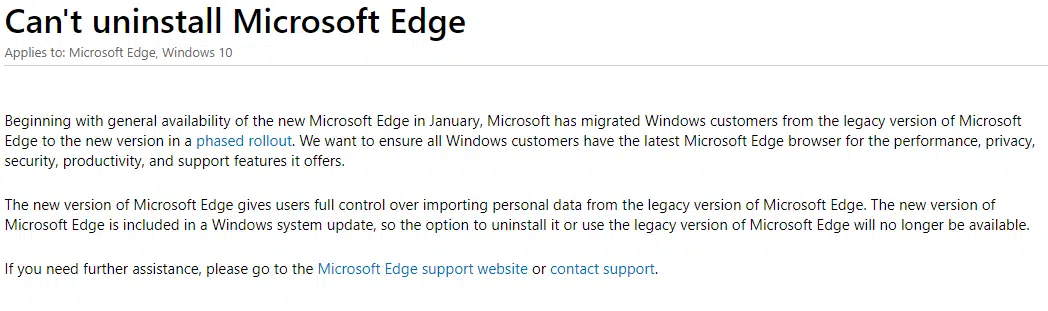 Can't uninstall Microsoft Edge
Applies to: Microsoft Edge, Windows 10
Beginning with general availability of the new Microsoft Edge in January, Microsoft has migrated Windows customers from the legacy version of Microsoft
Edge to the new version in a phased rollout. We want to ensure all Windows customers have the latest Microsoft Edge browser for the performance, privacy,
security, productivity, and support features it offers.
The new version of Microsoft Edge gives users full control over importing personal data from the legacy version of Microsoft Edge. The new version of
Microsoft Edge is included in a Windows system update, so the option to uninstall it or use the legacy version of Microsoft Edge will no longer be available.
If you need further assistance, please go to the Microsoft Edge support website or contact support.